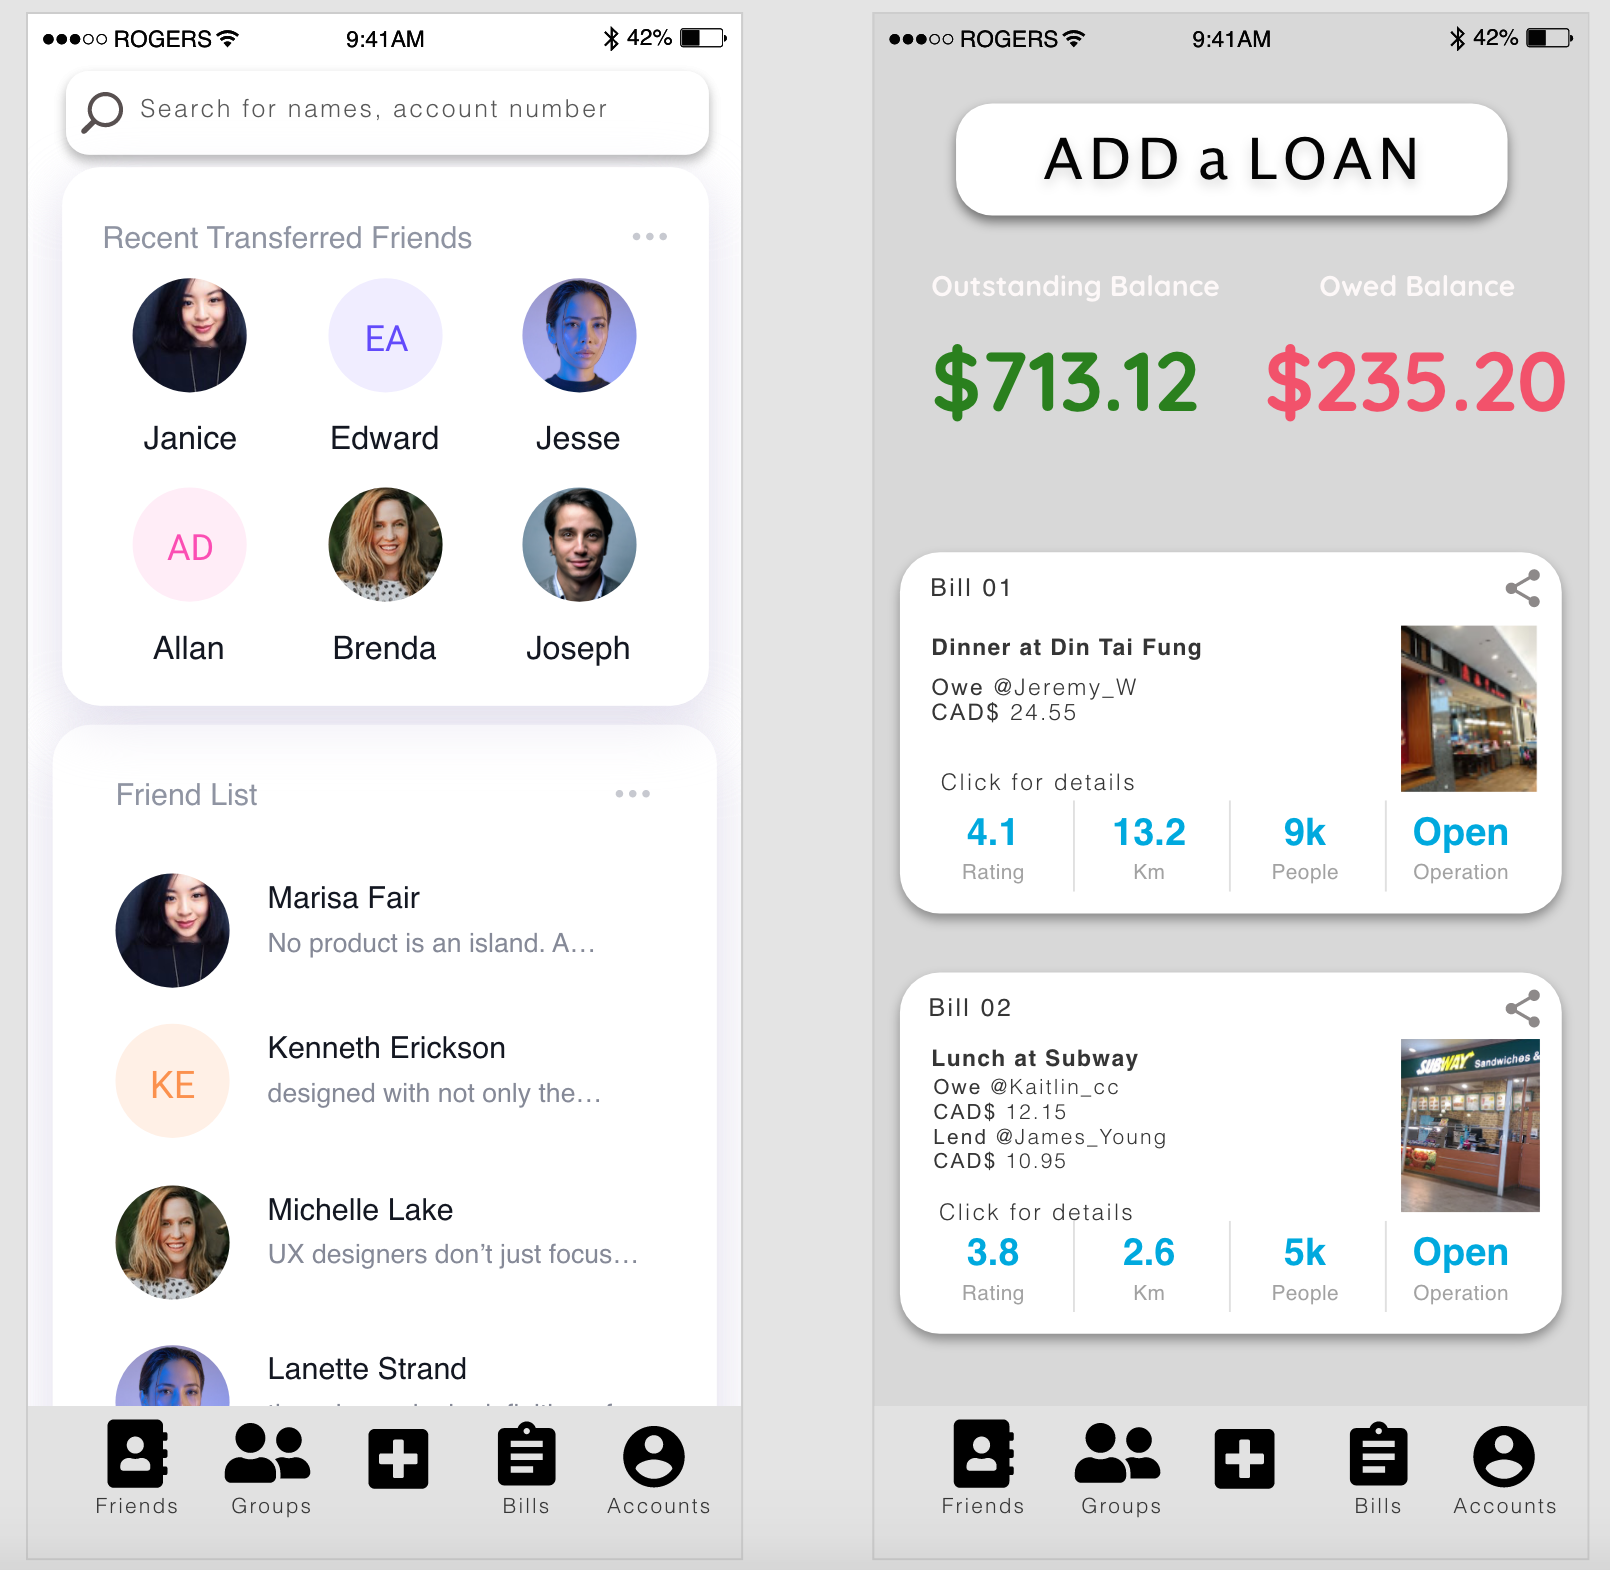 ROGERS 9:41AM 42%
Search for names, account number
Recent Transferred Friends
EA
Janice Edward Jesse
AD
Allan Brenda Joseph
Friend List
Marisa Fair
No product is an island. A…
KE
Kenneth Erickson
designed with not only the…
Michelle Lake
UX designers don’t just focus…
Lanette Strand
Friends Groups Bills Accounts
ROGERS 9:41AM 42%
ADD a LOAN
Outstanding Balance Owed Balance
$713.12 $235.20
Bill 01
Dinner at Din Tai Fung
Owe @Jeremy_W
CAD$ 24.55
Click for details
4.1 13.2 9k Open
Rating Km People Operation
Bill 02
Lunch at Subway
SUBWAY Sandwiches &
Owe @Kaitlin_cc
CAD$ 12.15
Lend @James_Young
CAD$ 10.95
Click for details
3.8 2.6 5k Open
Rating Km People Operation
Friends Groups Bills Accounts